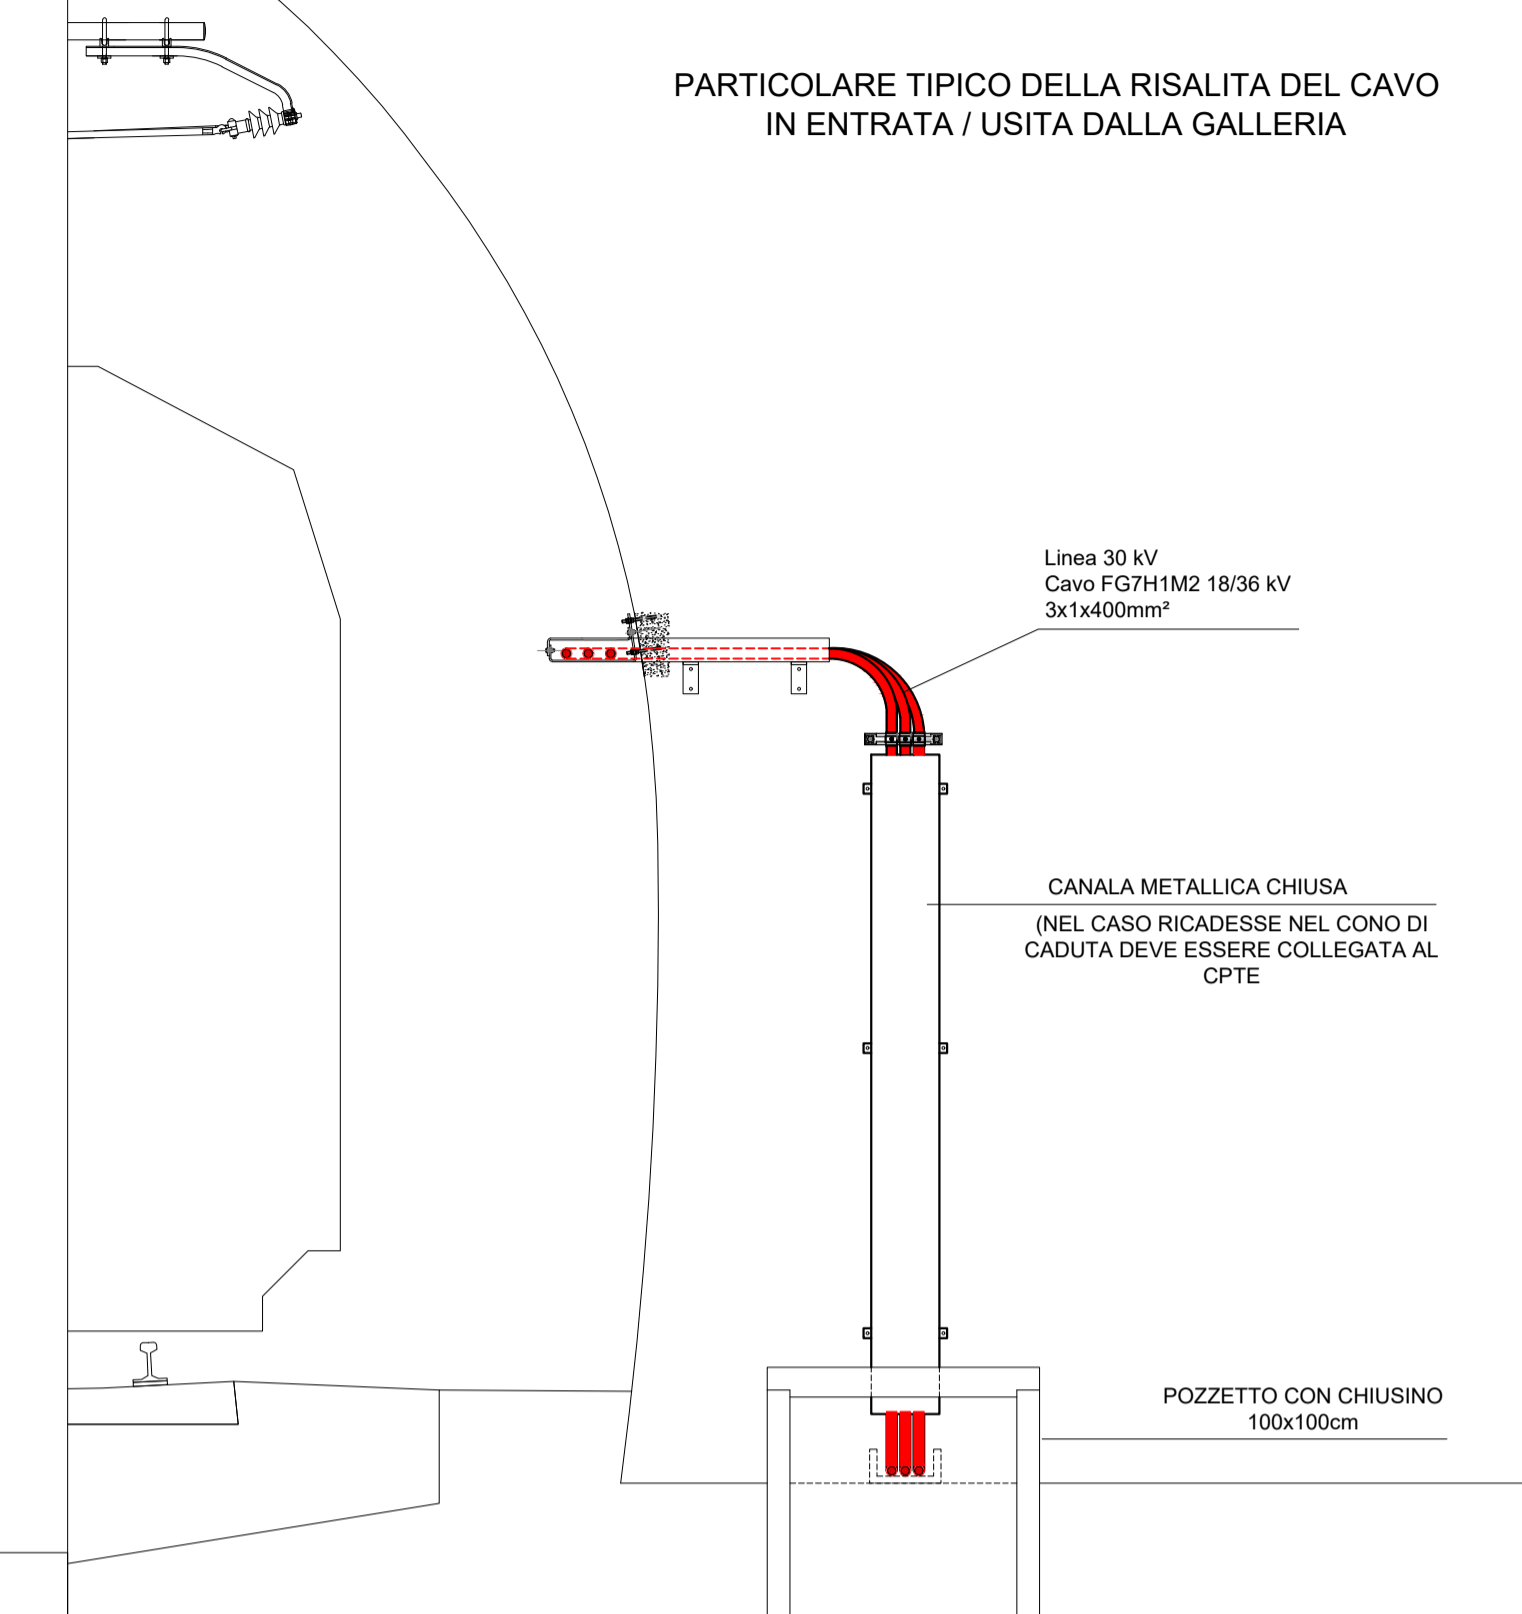 PARTICOLARE TIPICO DELLA RISALITA DEL CAVO
IN ENTRATA / USITA DALLA GALLERIA
Linea 30 kV
Cavo FG7H1M2 18/36 kV
3x1x400mm²
CANALA METALLICA CHIUSA
(NEL CASO RICADESSE NEL CONO DI
CADUTA DEVE ESSERE COLLEGATA AL
CPTE
POZZETTO CON CHIUSINO
100x100cm